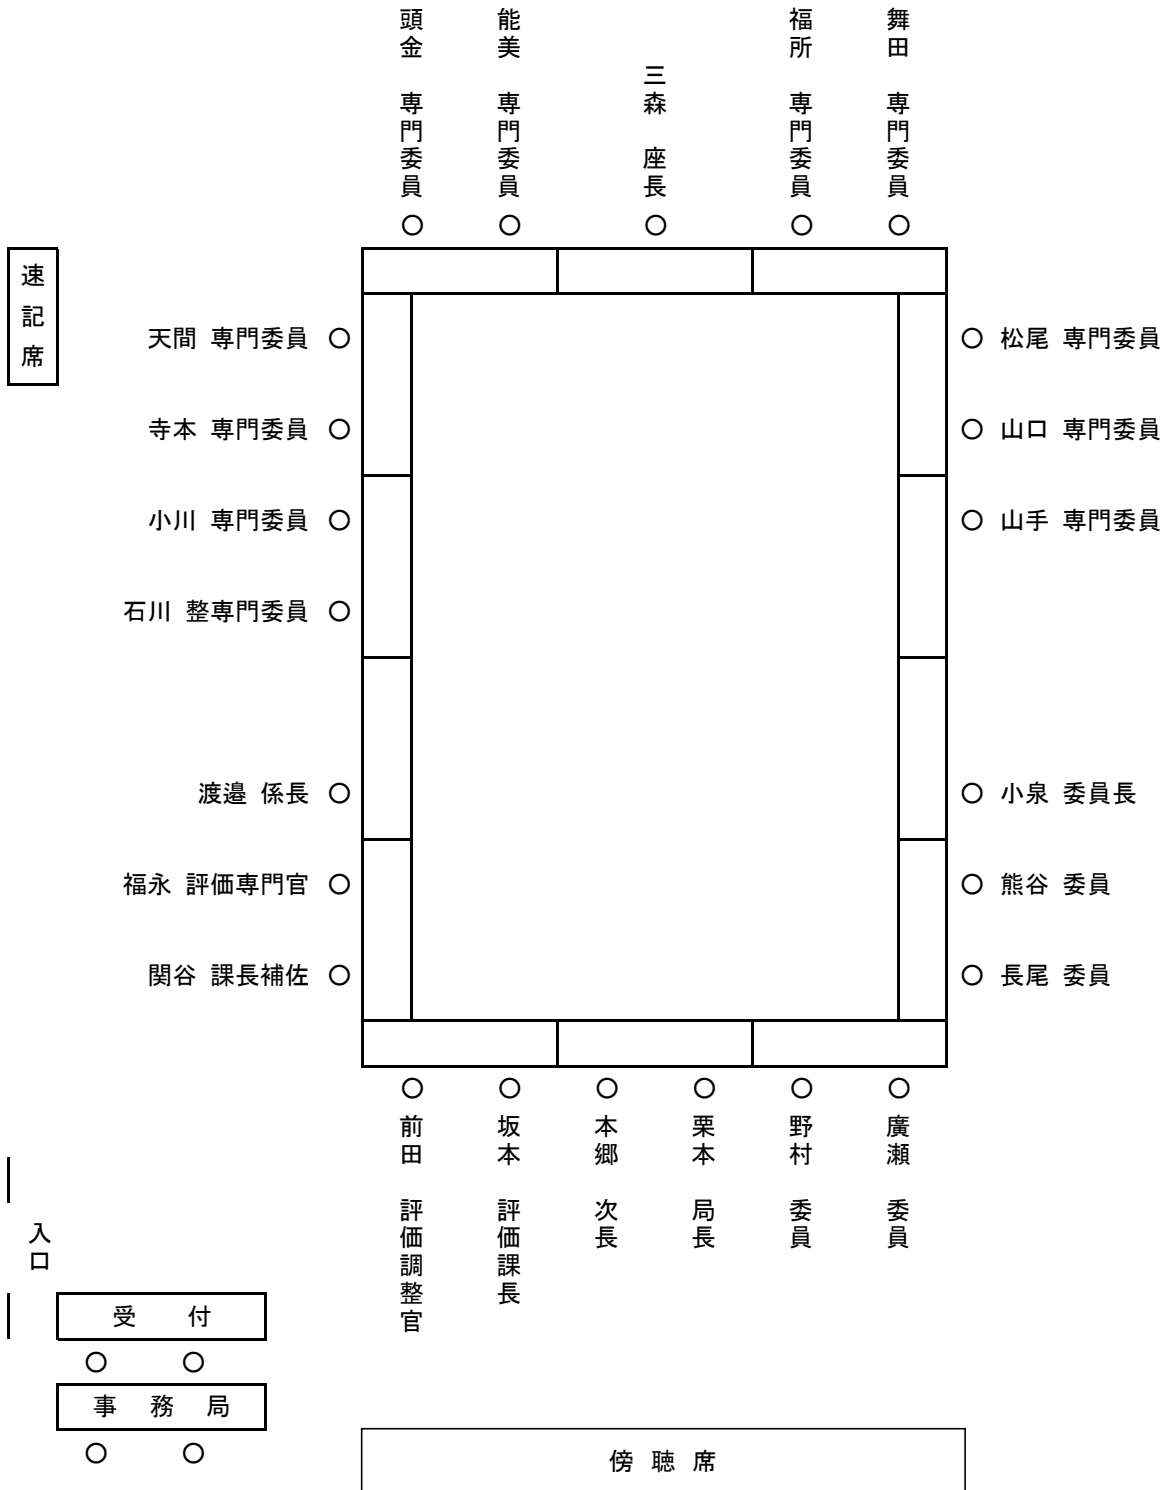 頭金 専門委員
能美 専門委員
三森 座長
福所 専門委員
舞田 専門委員
速記席
天間 専門委員
松尾 専門委員
寺本 専門委員
山口 専門委員
小川 専門委員
山手 専門委員
石川 整専門委員
渡邉 係長
小泉 委員長
福永 評価専門官
熊谷 委員
関谷 課長補佐
長尾 委員
前田 評価調整官
坂本 評価課長
本郷 次長
栗本 局長
野村 委員
廣瀬 委員
入口
受 付
事 務 局
傍 聴 席